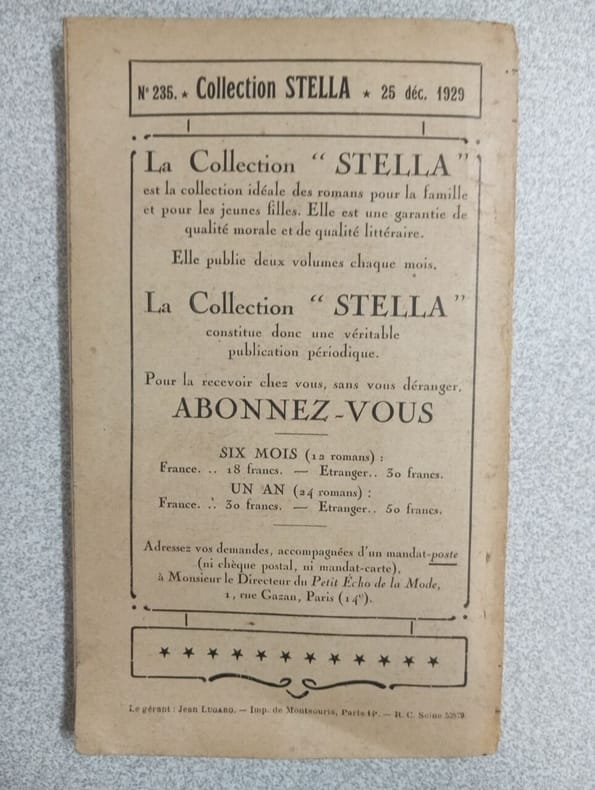 N° 235. ★ Collection STELLA ★ 25 déc. 1929
La Collection “ STELLA ”
est la collection idéale des romans pour la famille
et pour les jeunes filles. Elle est une garantie de
qualité morale et de qualité littéraire.
Elle publie deux volumes chaque mois.
La Collection “ STELLA ”
constitue donc une véritable
publication périodique.
Pour la recevoir chez vous, sans vous déranger,
ABONNEZ-VOUS
SIX MOIS (12 romans) :
France. .. 18 francs. — Etranger.. 30 francs.
UN AN (24 romans) :
France. .. 30 francs. — Etranger.. 50 francs.
Adressez vos demandes, accompagnées d'un mandat-poste
(ni chèque postal, ni mandat-carte),
à Monsieur le Directeur du Petit Écho de la Mode,
1, rue Gazan, Paris (14e).
Le gérant : Jean LUGARO. — Imp. de Montsouris, Paris 14e. — R. C. Seine 53879